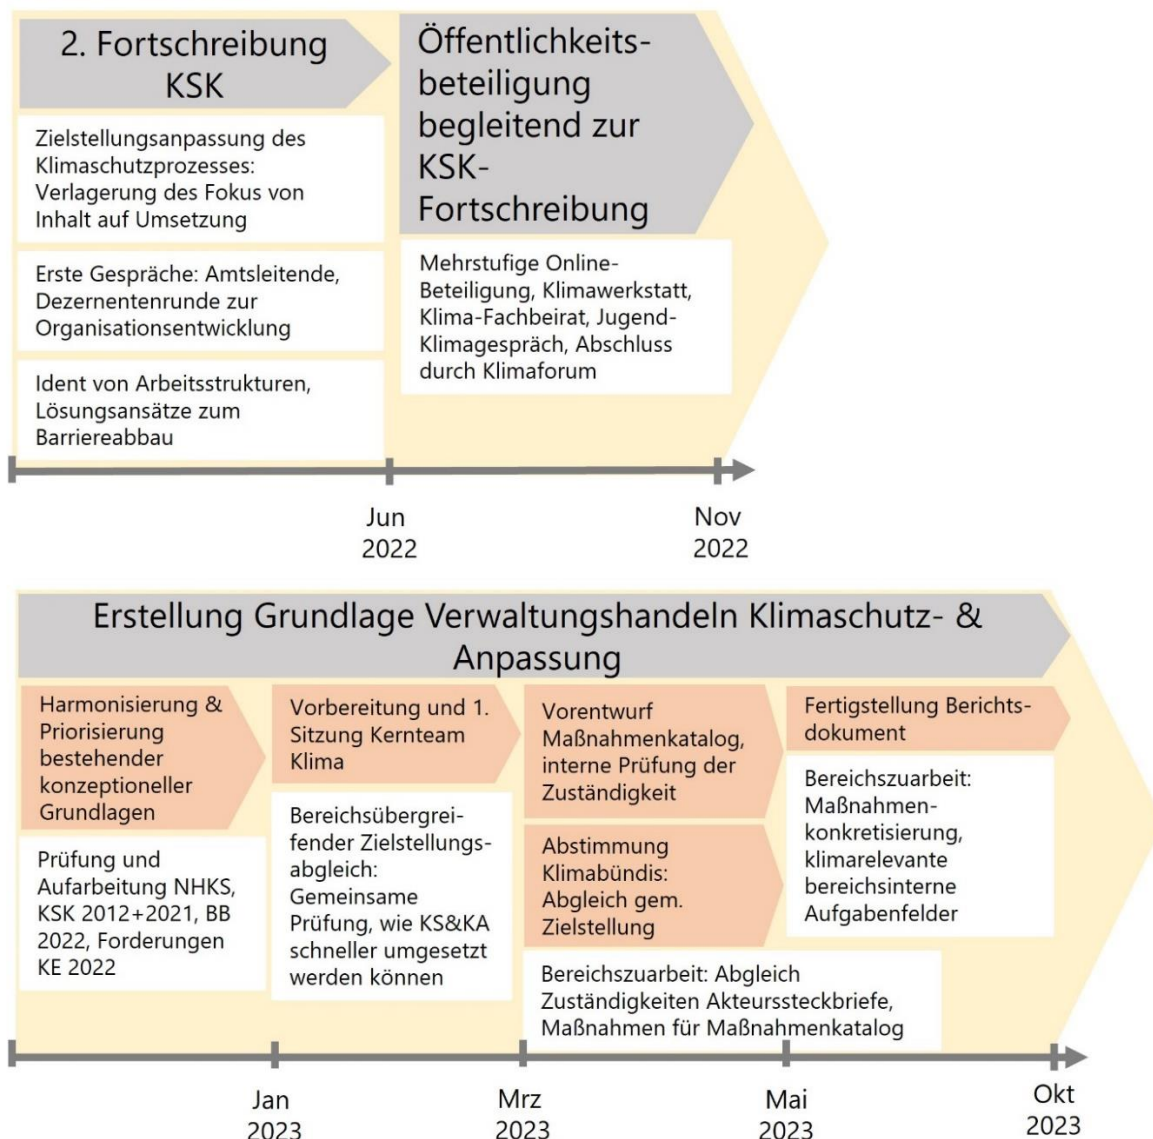 2. Fortschreibung
KSK
Zielstellungsanpassung des
Klimaschutzprozesses:
Verlagerung des Fokus von
Inhalt auf Umsetzung
Erste Gespräche: Amtsleitende,
Dezernentenrunde zur
Organisationsentwicklung
Ident von Arbeitsstrukturen,
Lösungsansätze zum
Barriereabbau
Öffentlichkeits-
beteiligung
begleitend zur
KSK-
Fortschreibung
Mehrstufige Online-
Beteiligung, Klimawerkstatt,
Klima-Fachbeirat, Jugend-
Klimagespräch, Abschluss
durch Klimaforum
Jun
2022
Nov
2022
Erstellung Grundlage Verwaltungshandeln Klimaschutz- &
Anpassung
Harmonisierung &
Priorisierung
bestehender
konzeptioneller
Grundlagen
Prüfung und
Aufarbeitung NHKS,
KSK 2012+2021, BB
2022, Forderungen
KE 2022
Vorbereitung und 1.
Sitzung Kernteam
Klima
Bereichsübergrei-
fender Zielstellungs-
abgleich:
Gemeinsame
Prüfung, wie KS&KA
schneller umgesetzt
werden können
Vorentwurf
Maßnahmenkatalog,
interne Prüfung der
Zuständigkeit
Abstimmung
Klimabündis:
Abgleich gem.
Zielstellung
Bereichszuarbeit: Abgleich
Zuständigkeiten Akteurssteckbriefe,
Maßnahmen für Maßnahmenkatalog
Fertigstellung Berichts-
dokument
Bereichszuarbeit:
Maßnahmen-
konkretisierung,
klimarelevante
bereichsinterne
Aufgabenfelder
Jan
2023
Mrz
2023
Mai
2023
Okt
2023